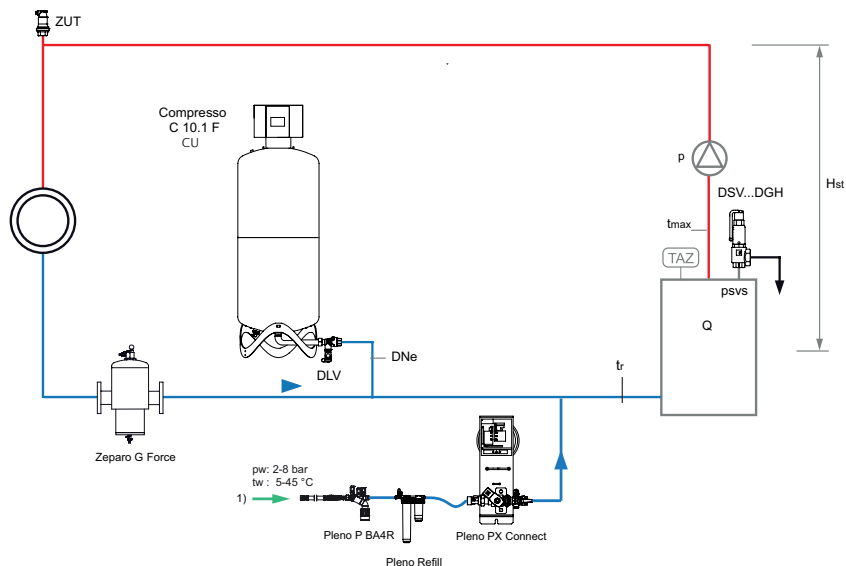 ZUT
Compresso
C 10.1 F
CU
p
Hst
DSV...DGH
tmax
TAZ
psvs
Q
DNe
DLV
tr
Zeparo G Force
pw: 2-8 bar
tw : 5-45 °C
1)
Pleno P BA4R
Pleno PX Connect
Pleno Refill